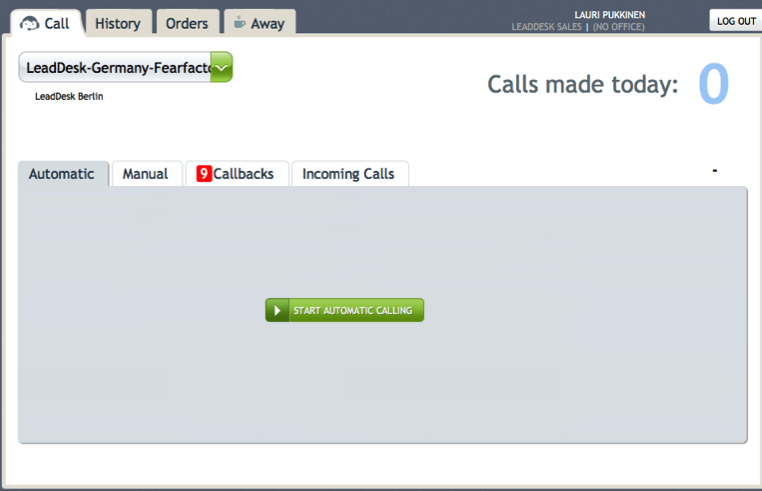 Call History Orders Away
LAURI PUKKINEN
LEADDESK SALES | (NO OFFICE)
LOG OUT
LeadDesk-Germany-Fearfacto
LeadDesk Berlin
Calls made today: 0
Automatic Manual 9 Callbacks Incoming Calls
-
START AUTOMATIC CALLING